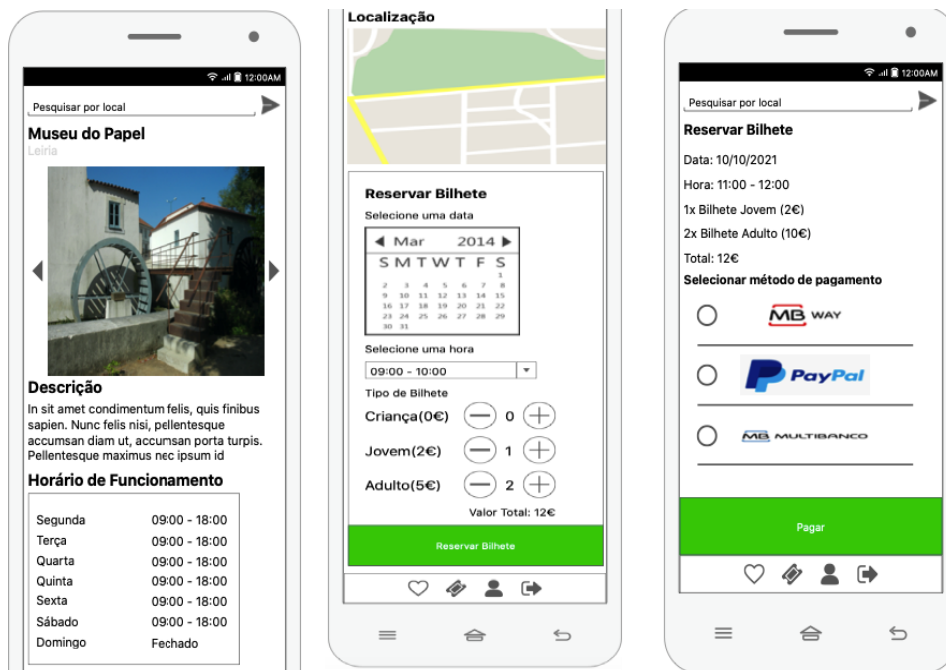 12:00AM
Pesquisar por local
Museu do Papel
Leiria
Descrição
In sit amet condimentum felis, quis finibus
sapien. Nunc felis nisi, pellentesque
accumsan diam ut, accumsan porta turpis.
Pellentesque maximus nec ipsum id
Horário de Funcionamento
Segunda 09:00 - 18:00
Terça 09:00 - 18:00
Quarta 09:00 - 18:00
Quinta 09:00 - 18:00
Sexta 09:00 - 18:00
Sábado 09:00 - 18:00
Domingo Fechado
Localização
Reservar Bilhete
Selecione uma data
Mar 2014
S M T W T F S
1
2 3 4 5 6 7 8
9 10 11 12 13 14 15
16 17 18 19 20 21 22
23 24 25 26 27 28 29
30 31
Selecione uma hora
09:00 - 10:00
Tipo de Bilhete
Criança(0€) 0
Jovem(2€) 1
Adulto(5€) 2
Valor Total: 12€
Reservar Bilhete
12:00AM
Pesquisar por local
Reservar Bilhete
Data: 10/10/2021
Hora: 11:00 - 12:00
1x Bilhete Jovem (2€)
2x Bilhete Adulto (10€)
Total: 12€
Selecionar método de pagamento
MB WAY
PayPal
MB MULTIBANCO
Pagar